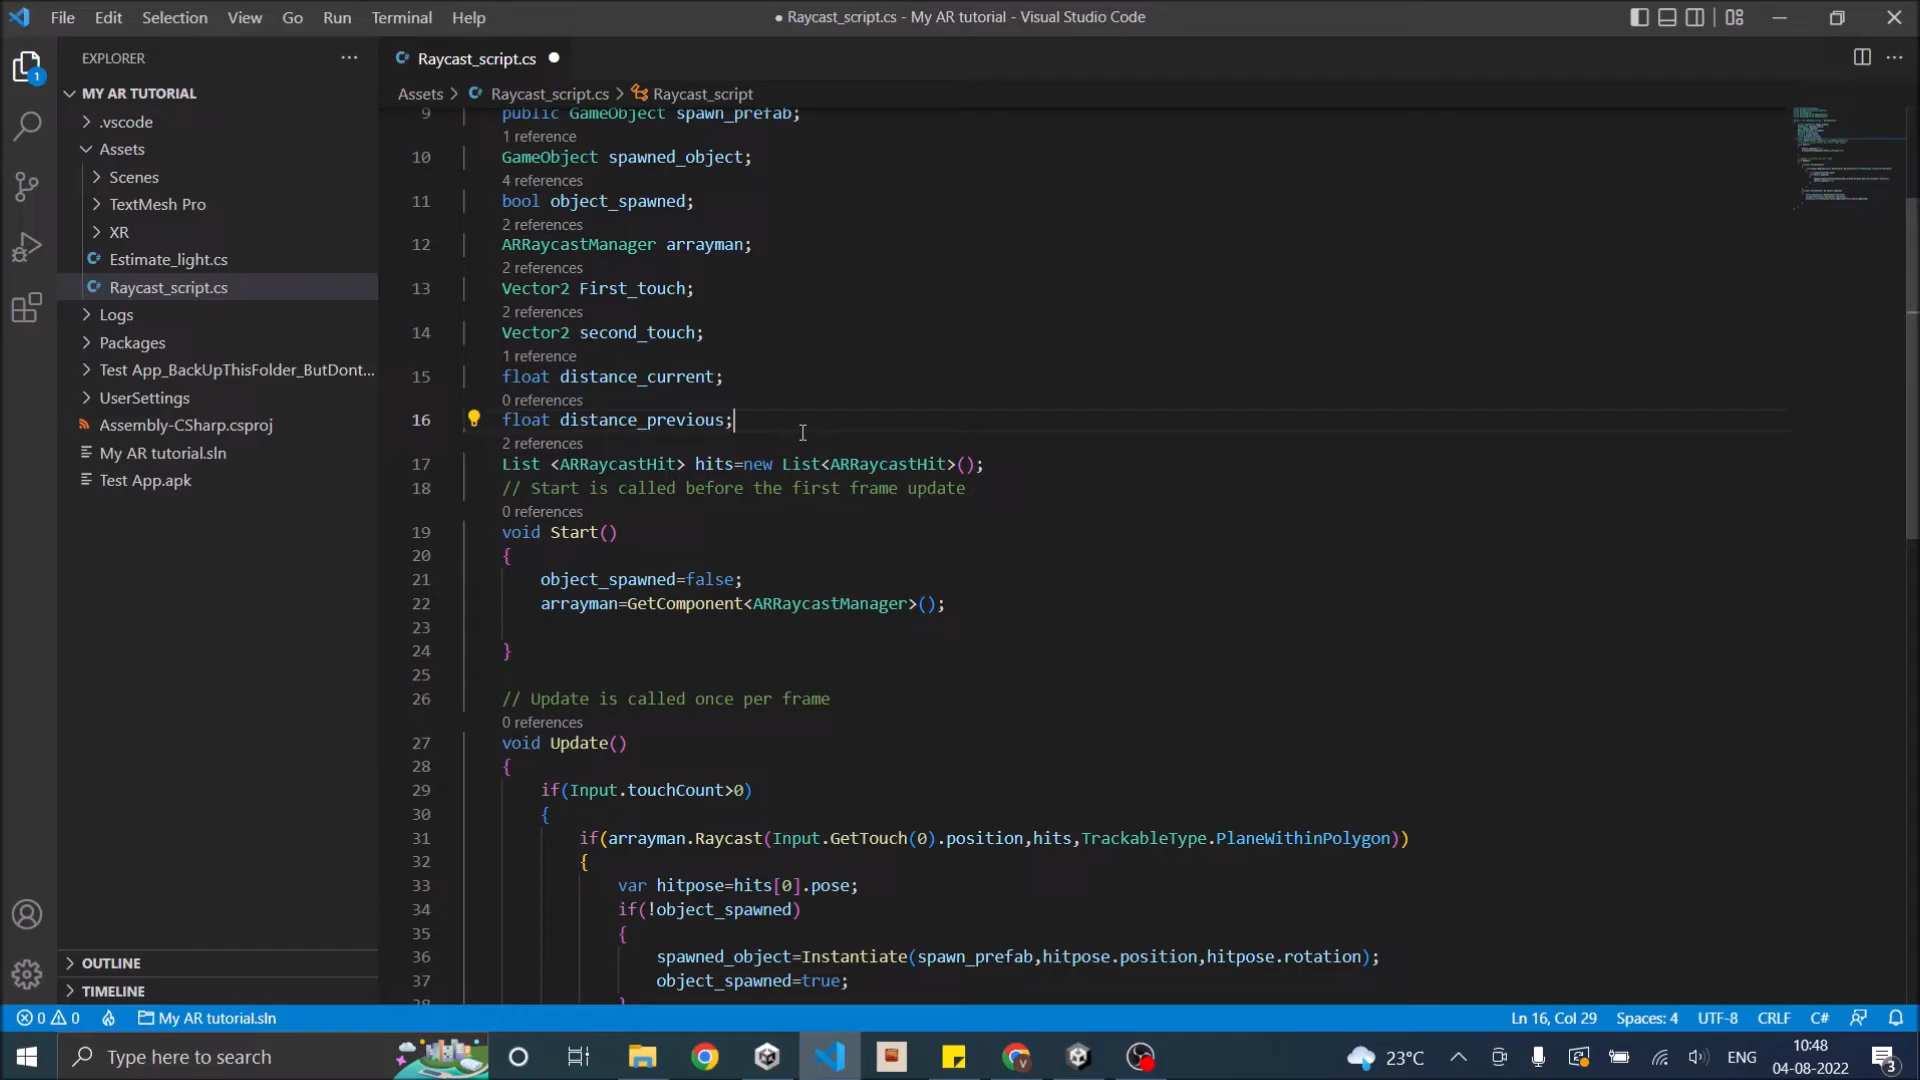 File Edit Selection View Go Run Terminal Help
● Raycast_script.cs - My AR tutorial - Visual Studio Code
EXPLORER
MY AR TUTORIAL
.vscode
Assets
Scenes
TextMesh Pro
XR
Estimate_light.cs
Raycast_script.cs
Logs
Packages
Test App_BackUpThisFolder_ButDont...
UserSettings
Assembly-CSharp.csproj
My AR tutorial.sln
Test App.apk
OUTLINE
TIMELINE
Raycast_script.cs
Assets > Raycast_script.cs > Raycast_script
9 public GameObject spawn_prefab;
1 reference
10 GameObject spawned_object;
4 references
11 bool object_spawned;
2 references
12 ARRaycastManager arrayman;
2 references
13 Vector2 First_touch;
2 references
14 Vector2 second_touch;
1 reference
15 float distance_current;
0 references
16 float distance_previous;
2 references
17 List <ARRaycastHit> hits=new List<ARRaycastHit>();
18 // Start is called before the first frame update
0 references
19 void Start()
20 {
21 object_spawned=false;
22 arrayman=GetComponent<ARRaycastManager>();
23
24 }
25
26 // Update is called once per frame
0 references
27 void Update()
28 {
29 if(Input.touchCount>0)
30 {
31 if(arrayman.Raycast(Input.GetTouch(0).position,hits,TrackableType.PlaneWithinPolygon))
32 {
33 var hitpose=hits[0].pose;
34 if(!object_spawned)
35 {
36 spawned_object=Instantiate(spawn_prefab,hitpose.position,hitpose.rotation);
37 object_spawned=true;
38 }
1
0 0 My AR tutorial.sln
Ln 16, Col 29 Spaces: 4 UTF-8 CRLF C#
Type here to search
23°C
ENG
10:48
04-08-2022
3